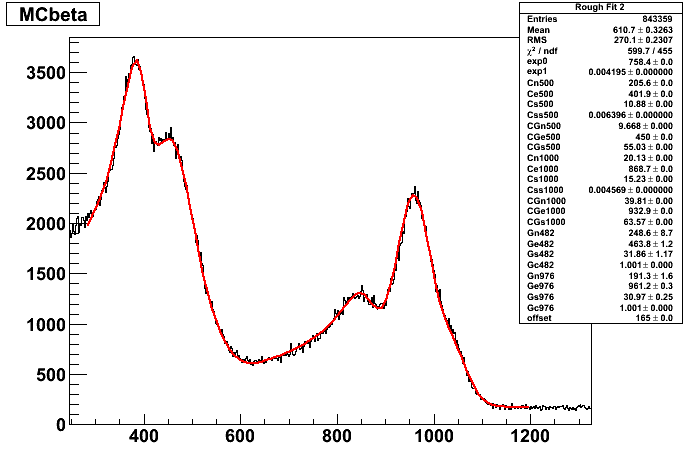 MCbeta
Rough Fit 2
Entries 843359
Mean 610.7 ± 0.3263
RMS 270.1 ± 0.2307
χ² / ndf 599.7 / 455
exp0 758.4 ± 0.0
exp1 0.004195 ± 0.000000
Cn500 205.6 ± 0.0
Ce500 401.9 ± 0.0
Cs500 10.88 ± 0.00
Css500 0.006396 ± 0.000000
CGn500 9.668 ± 0.000
CGe500 450 ± 0.0
CGs500 55.03 ± 0.00
Cn1000 20.13 ± 0.00
Ce1000 868.7 ± 0.0
Cs1000 15.23 ± 0.00
Css1000 0.004569 ± 0.000000
CGn1000 39.81 ± 0.00
CGe1000 932.9 ± 0.0
CGs1000 63.57 ± 0.00
Gn482 248.6 ± 8.7
Ge482 463.8 ± 1.2
Gs482 31.86 ± 1.17
Gc482 1.001 ± 0.000
Gn976 191.3 ± 1.6
Ge976 961.2 ± 0.3
Gs976 30.97 ± 0.25
Gc976 1.001 ± 0.000
offset 165 ± 0.0
3500
3000
2500
2000
1500
1000
500
0
400 600 800 1000 1200